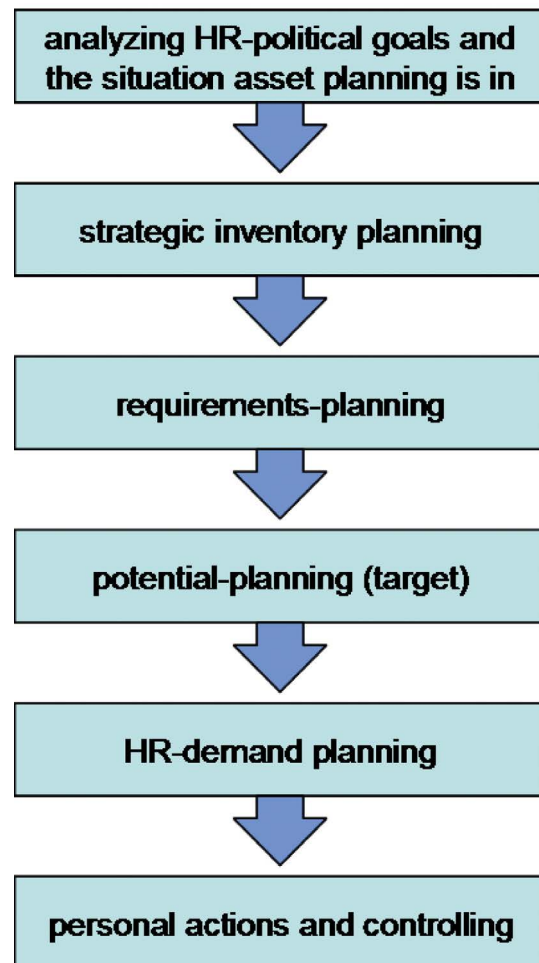 analyzing HR-political goals and
the situation asset planning is in
strategic inventory planning
requirements-planning
potential-planning (target)
HR-demand planning
personal actions and controlling